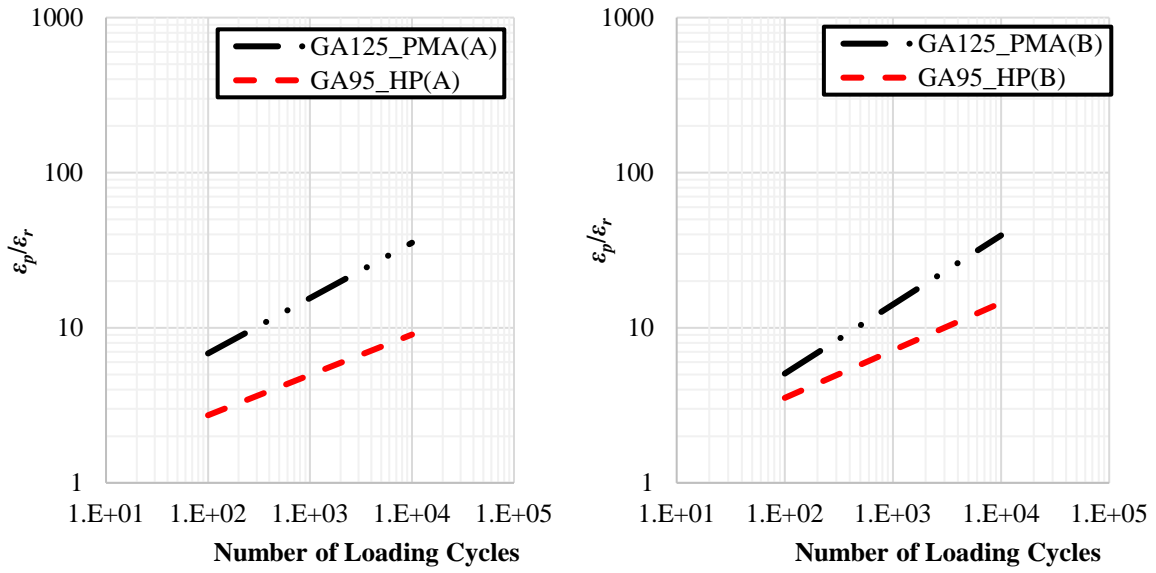 1000
100
10
1
εp/εr
GA125_PMA(A)
GA95_HP(A)
1.E+01 1.E+02 1.E+03 1.E+04 1.E+05
Number of Loading Cycles
1000
100
10
1
εp/εr
GA125_PMA(B)
GA95_HP(B)
1.E+01 1.E+02 1.E+03 1.E+04 1.E+05
Number of Loading Cycles